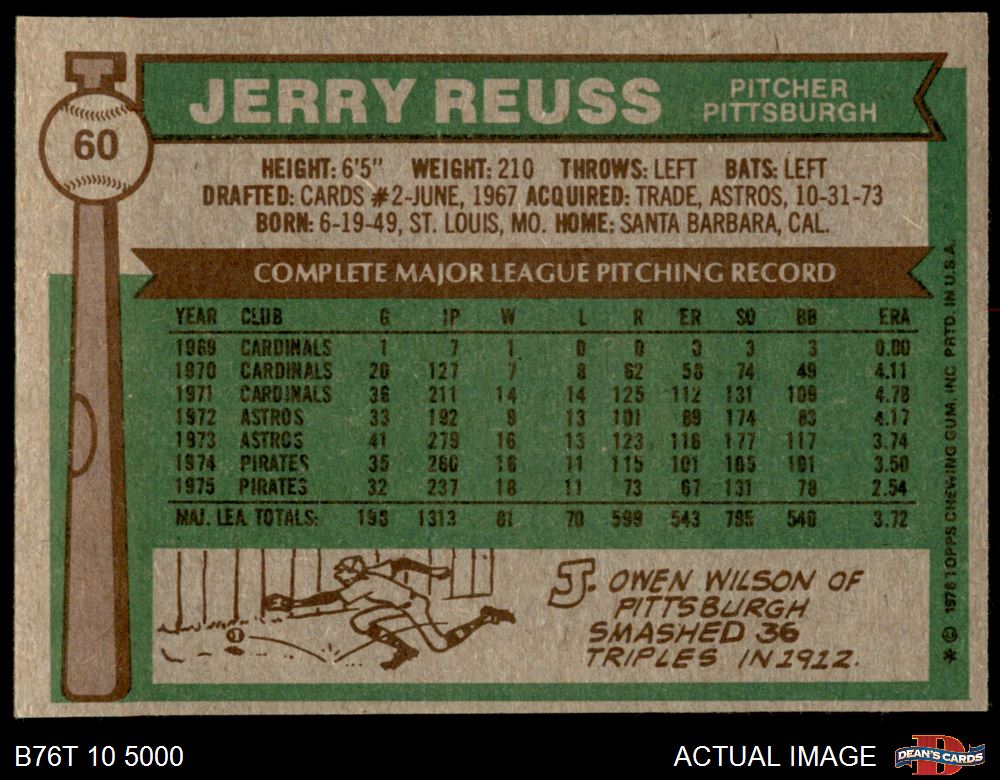 60
JERRY REUSS
PITCHER
PITTSBURGH
HEIGHT: 6'5" WEIGHT: 210 THROWS: LEFT BATS: LEFT
DRAFTED: CARDS #2-JUNE, 1967 ACQUIRED: TRADE, ASTROS, 10-31-73
BORN: 6-19-49, ST. LOUIS, MO. HOME: SANTA BARBARA, CAL.
COMPLETE MAJOR LEAGUE PITCHING RECORD
YEAR CLUB G IP W L R ER SO BB ERA
1969 CARDINALS 1 7 1 0 0 3 3 0.00
1970 CARDINALS 20 127 7 8 62 58 74 49 4.11
1971 CARDINALS 36 211 14 14 125 112 131 109 4.78
1972 ASTROS 33 192 9 13 101 89 174 83 4.17
1973 ASTROS 41 279 16 13 123 116 177 117 3.74
1974 PIRATES 35 260 16 11 115 101 105 101 3.50
1975 PIRATES 32 237 18 11 73 67 131 78 2.54
MAJ. LEA. TOTALS: 198 1313 81 70 599 543 795 540 3.72
J. OWEN WILSON OF
PITTSBURGH
SMASHED 36
TRIPLES IN 1912.
* © 1976 TOPPS CHEWING GUM, INC. PRTD. IN U.S.A.
B76T 10 5000
ACTUAL IMAGE
D
DEAN'S CARDS